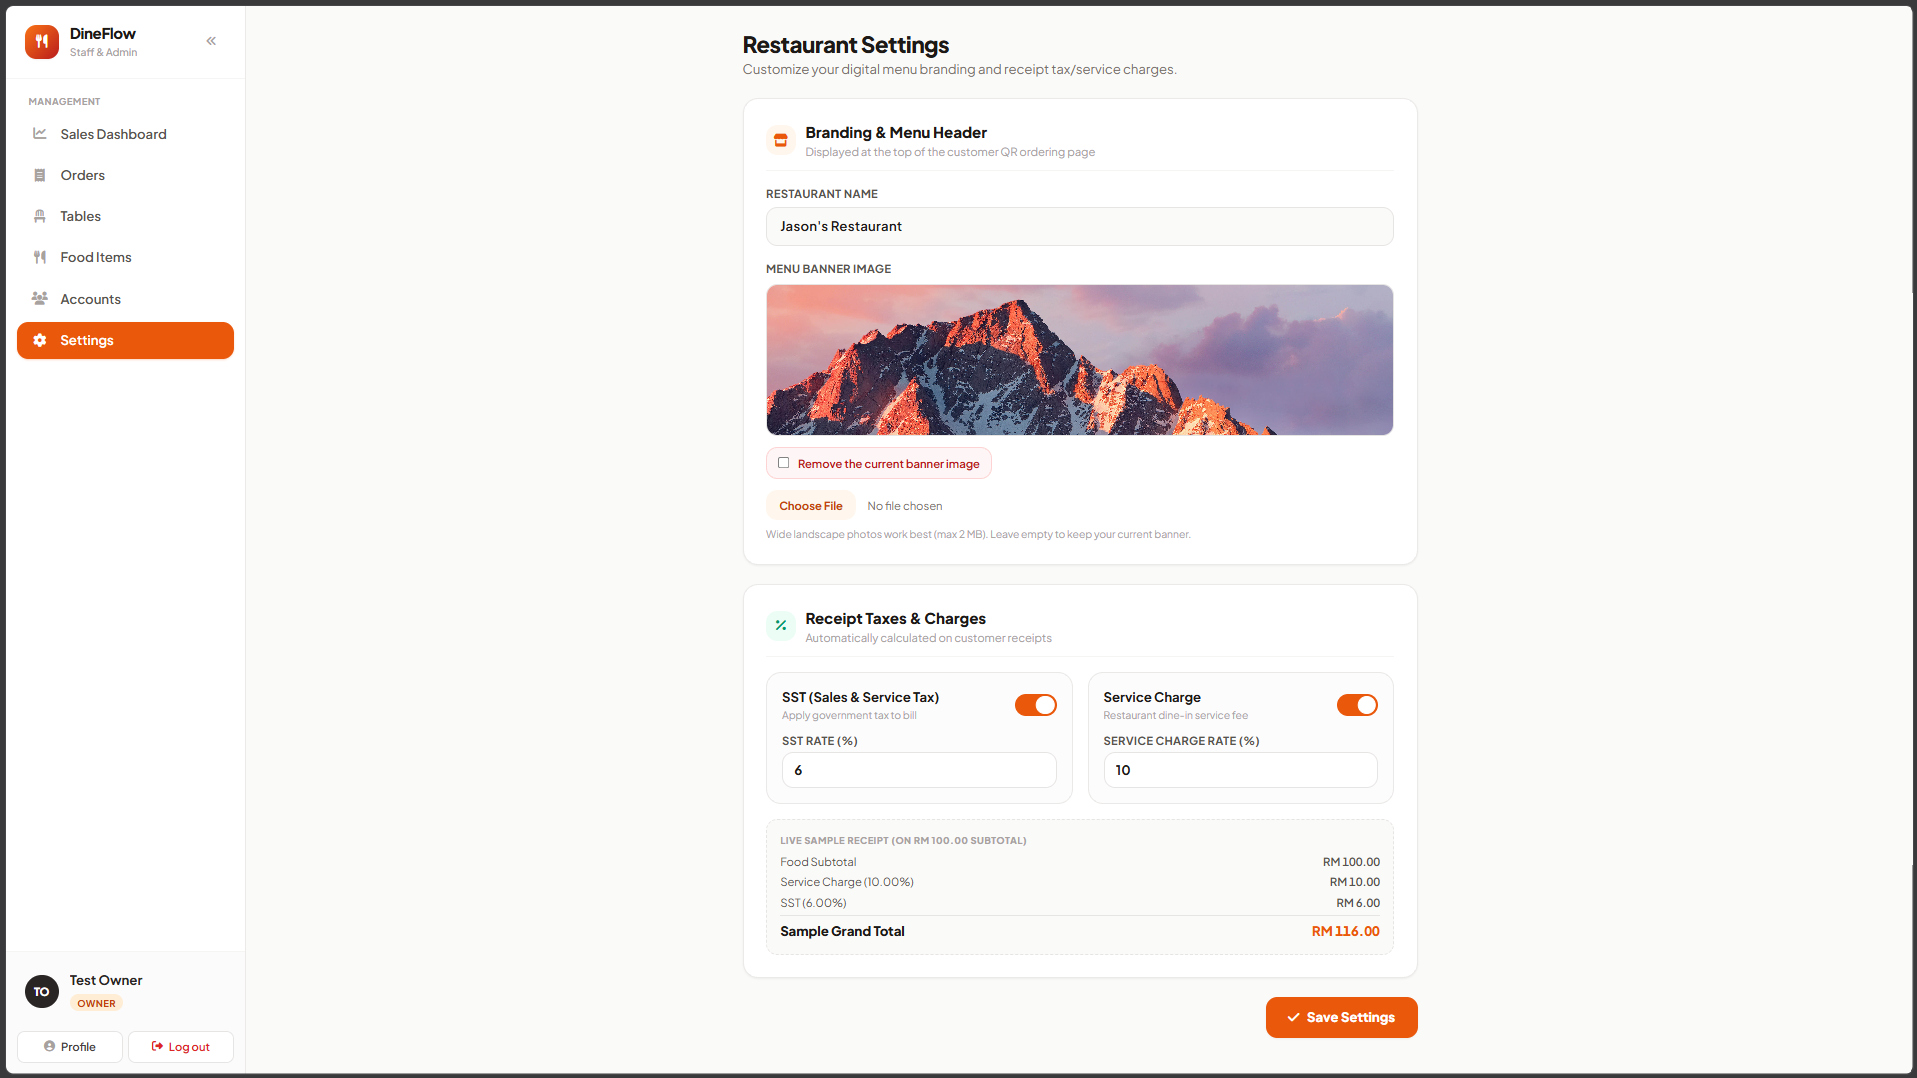 DineFlow
Staff & Admin
MANAGEMENT
Sales Dashboard
Orders
Tables
Food Items
Accounts
Settings
Test Owner
TO
OWNER
Profile
Log out
Restaurant Settings
Customize your digital menu branding and receipt tax/service charges.
Branding & Menu Header
Displayed at the top of the customer QR ordering page
RESTAURANT NAME
Jason's Restaurant
MENU BANNER IMAGE
Remove the current banner image
Choose File No file chosen
Wide landscape photos work best (max 2 MB). Leave empty to keep your current banner.
Receipt Taxes & Charges
Automatically calculated on customer receipts
SST (Sales & Service Tax)
Apply government tax to bill
SST RATE (%)
6
Service Charge
Restaurant dine-in service fee
SERVICE CHARGE RATE (%)
10
LIVE SAMPLE RECEIPT (ON RM 100.00 SUBTOTAL)
Food Subtotal RM 100.00
Service Charge (10.00%) RM 10.00
SST (6.00%) RM 6.00
Sample Grand Total RM 116.00
Save Settings